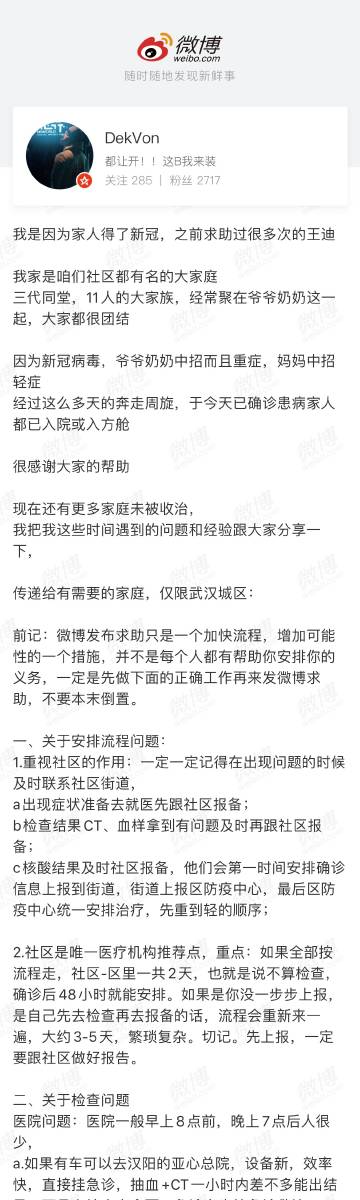 微博
weibo.com
随时随地发现新鲜事
DekVon
都让开！！这B我来装
关注 285 | 粉丝 2717
我是因为家人得了新冠，之前求助过很多次的王迪
我家是咱们社区都有名的大家庭
三代同堂，11人的大家族，经常聚在爷爷奶奶这一
起，大家都很团结
因为新冠病毒，爷爷奶奶中招而且重症，妈妈中招
轻症
经过这么多天的奔走周旋，于今天已确诊患病家人
都已入院或入方舱
很感谢大家的帮助
现在还有更多家庭未被收治，
我把我这些时间遇到的问题和经验跟大家分享一
下，
传递给有需要的家庭，仅限武汉城区：
前记：微博发布求助只是一个加快流程，增加可能
性的一个措施，并不是每个人都有帮助你安排你的
义务，一定是先做下面的正确工作再来发微博求
助，不要本末倒置。
一、关于安排流程问题：
1.重视社区的作用：一定一定记得在出现问题的时候
及时联系社区街道，
a出现症状准备去就医先跟社区报备；
b检查结果CT、血样拿到有问题及时再跟社区报
备；
c核酸结果及时社区报备，他们会第一时间安排确诊
信息上报到街道，街道上报区防疫中心，最后区防
疫中心统一安排治疗，先重到轻的顺序；
2.社区是唯一医疗机构推荐点，重点：如果全部按
流程走，社区-区里一共2天，也就是说不算检查，
确诊后48小时就能安排。如果是你没一步步上报，
是自己先去检查再去报备的话，流程会重新来一
遍，大约3-5天，繁琐复杂。切记。先上报，一定
要跟社区做好报告。
二、关于检查问题
医院问题：医院一般早上8点前，晚上7点后人很
少，
a.如果有车可以去汉阳的亚心总院，设备新，效率
快，直接挂急诊，抽血+CT一小时内差不多能出结